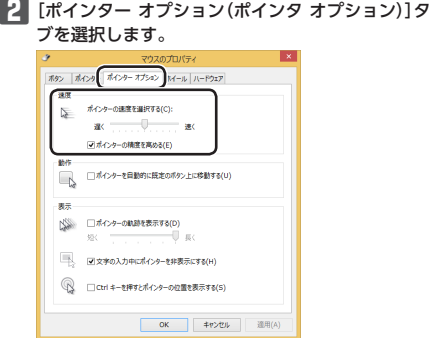 2 [ポインター オプション(ポインタ オプション)]タ
ブを選択します。
マウスのプロパティ
ボタン ポインタ ポインター オプション ホイール ハードウェア
速度
ポインターの速度を選択する(C):
遅く 速く
ポインターの精度を高める(E)
動作
ポインターを自動的に既定のボタン上に移動する(U)
表示
ポインターの軌跡を表示する(D)
短く 長く
文字の入力中にポインターを非表示にする(H)
Ctrl キーを押すとポインターの位置を表示する(S)
OK キャンセル 適用(A)